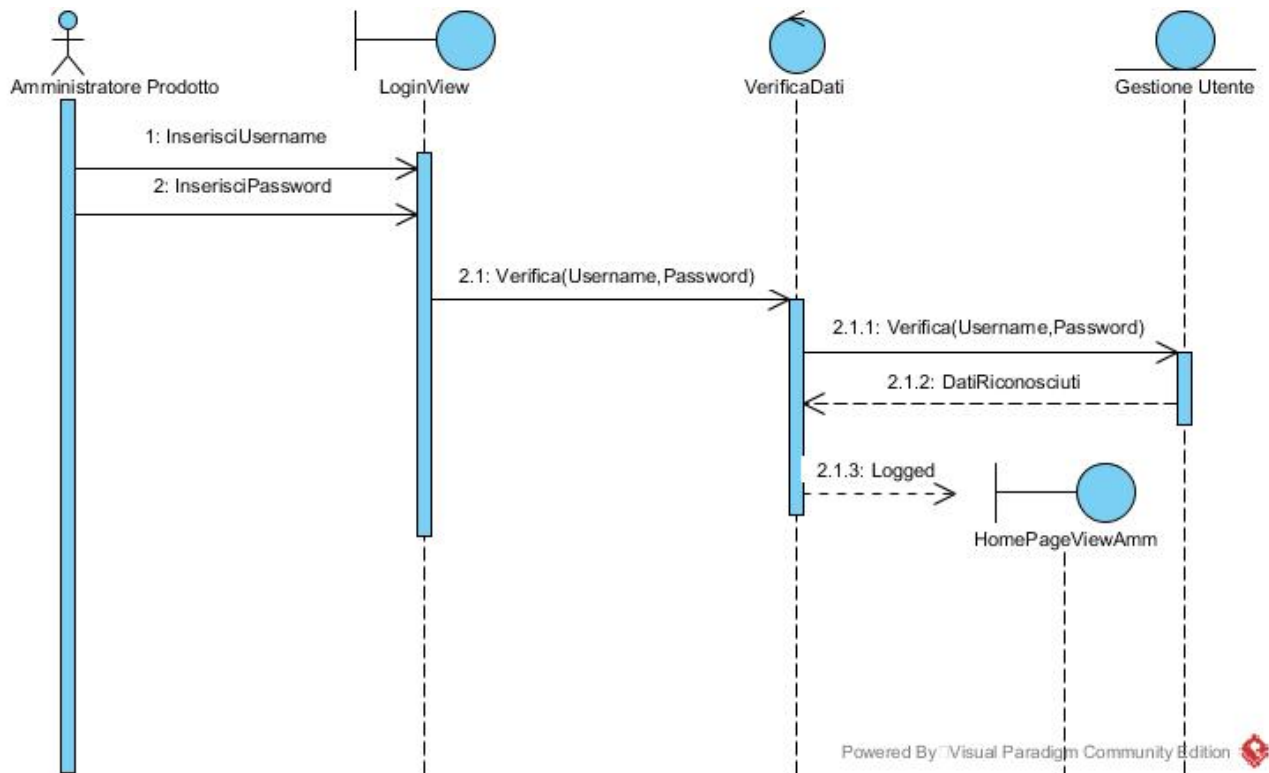 Amministratore Prodotto
LoginView
VerificaDati
Gestione Utente
1: InserisciUsername
2: InserisciPassword
2.1: Verifica(Username,Password)
2.1.1: Verifica(Username,Password)
2.1.2: DatiRiconosciuti
2.1.3: Logged
HomePageViewAmm
Powered By Visual Paradigm Community Edition